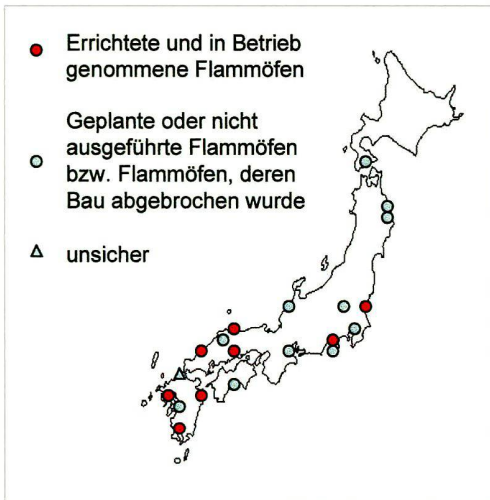 Errichtete und in Betrieb
genommene Flammöfen
Geplante oder nicht
ausgeführte Flammöfen
bzw. Flammöfen, deren
Bau abgebrochen wurde
unsicher